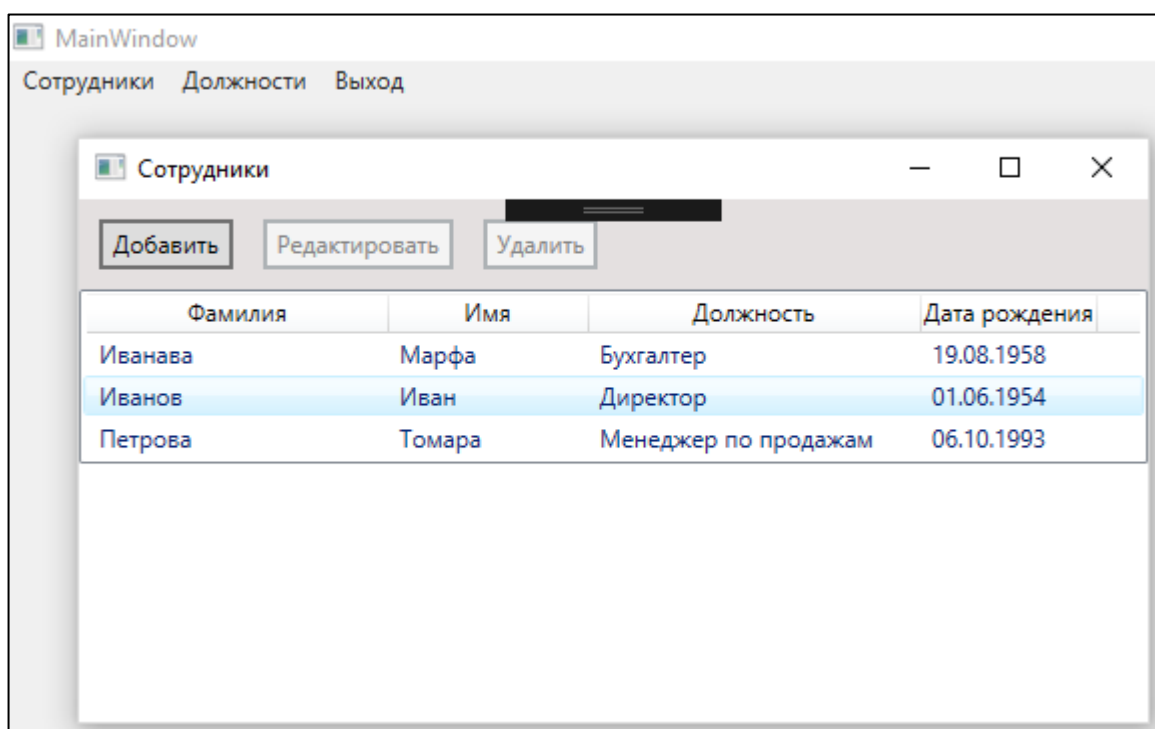 MainWindow
Сотрудники Должности Выход
Сотрудники
Добавить Редактировать Удалить
Фамилия Имя Должность Дата рождения
Иванава Марфа Бухгалтер 19.08.1958
Иванов Иван Директор 01.06.1954
Петрова Томара Менеджер по продажам 06.10.1993